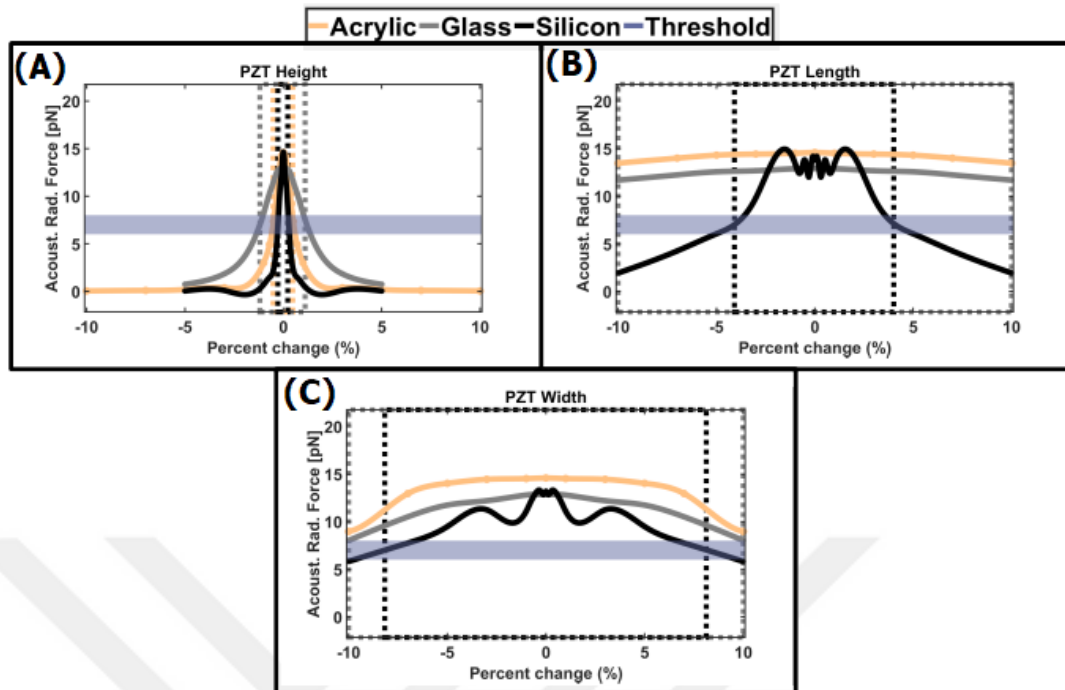 Acrylic Glass Silicon Threshold
(A)
PZT Height
Acoust. Rad. Force [pN]
20
15
10
5
0
-10 -5 0 5 10
Percent change (%)
(B)
PZT Length
Acoust. Rad. Force [pN]
20
15
10
5
0
-10 -5 0 5 10
Percent change (%)
(C)
PZT Width
Acoust. Rad. Force [pN]
20
15
10
5
0
-10 -5 0 5 10
Percent change (%)